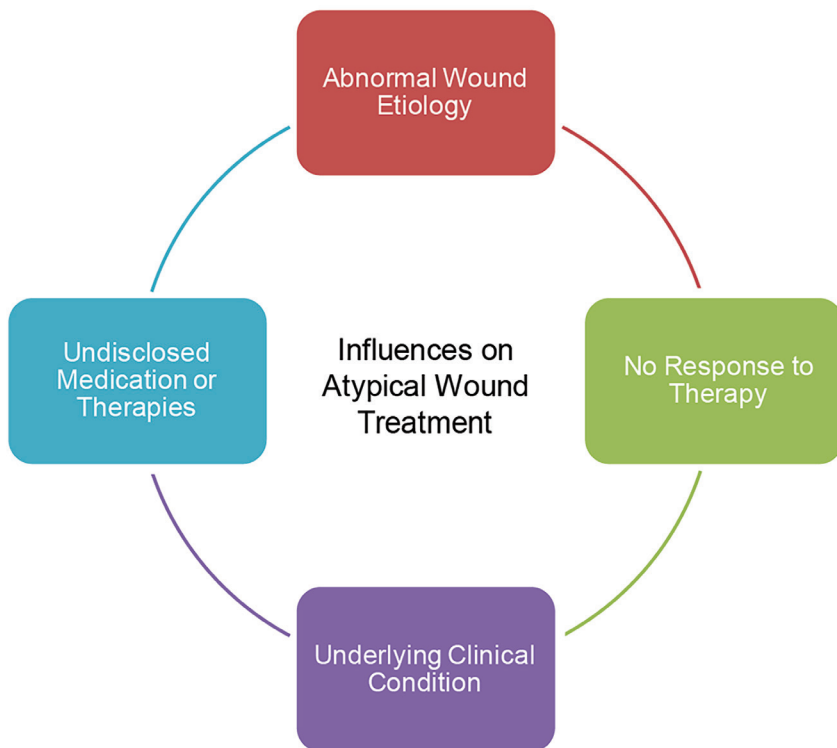 Abnormal Wound
Etiology
Undisclosed
Medication or
Therapies
Influences on
Atypical Wound
Treatment
No Response to
Therapy
Underlying Clinical
Condition